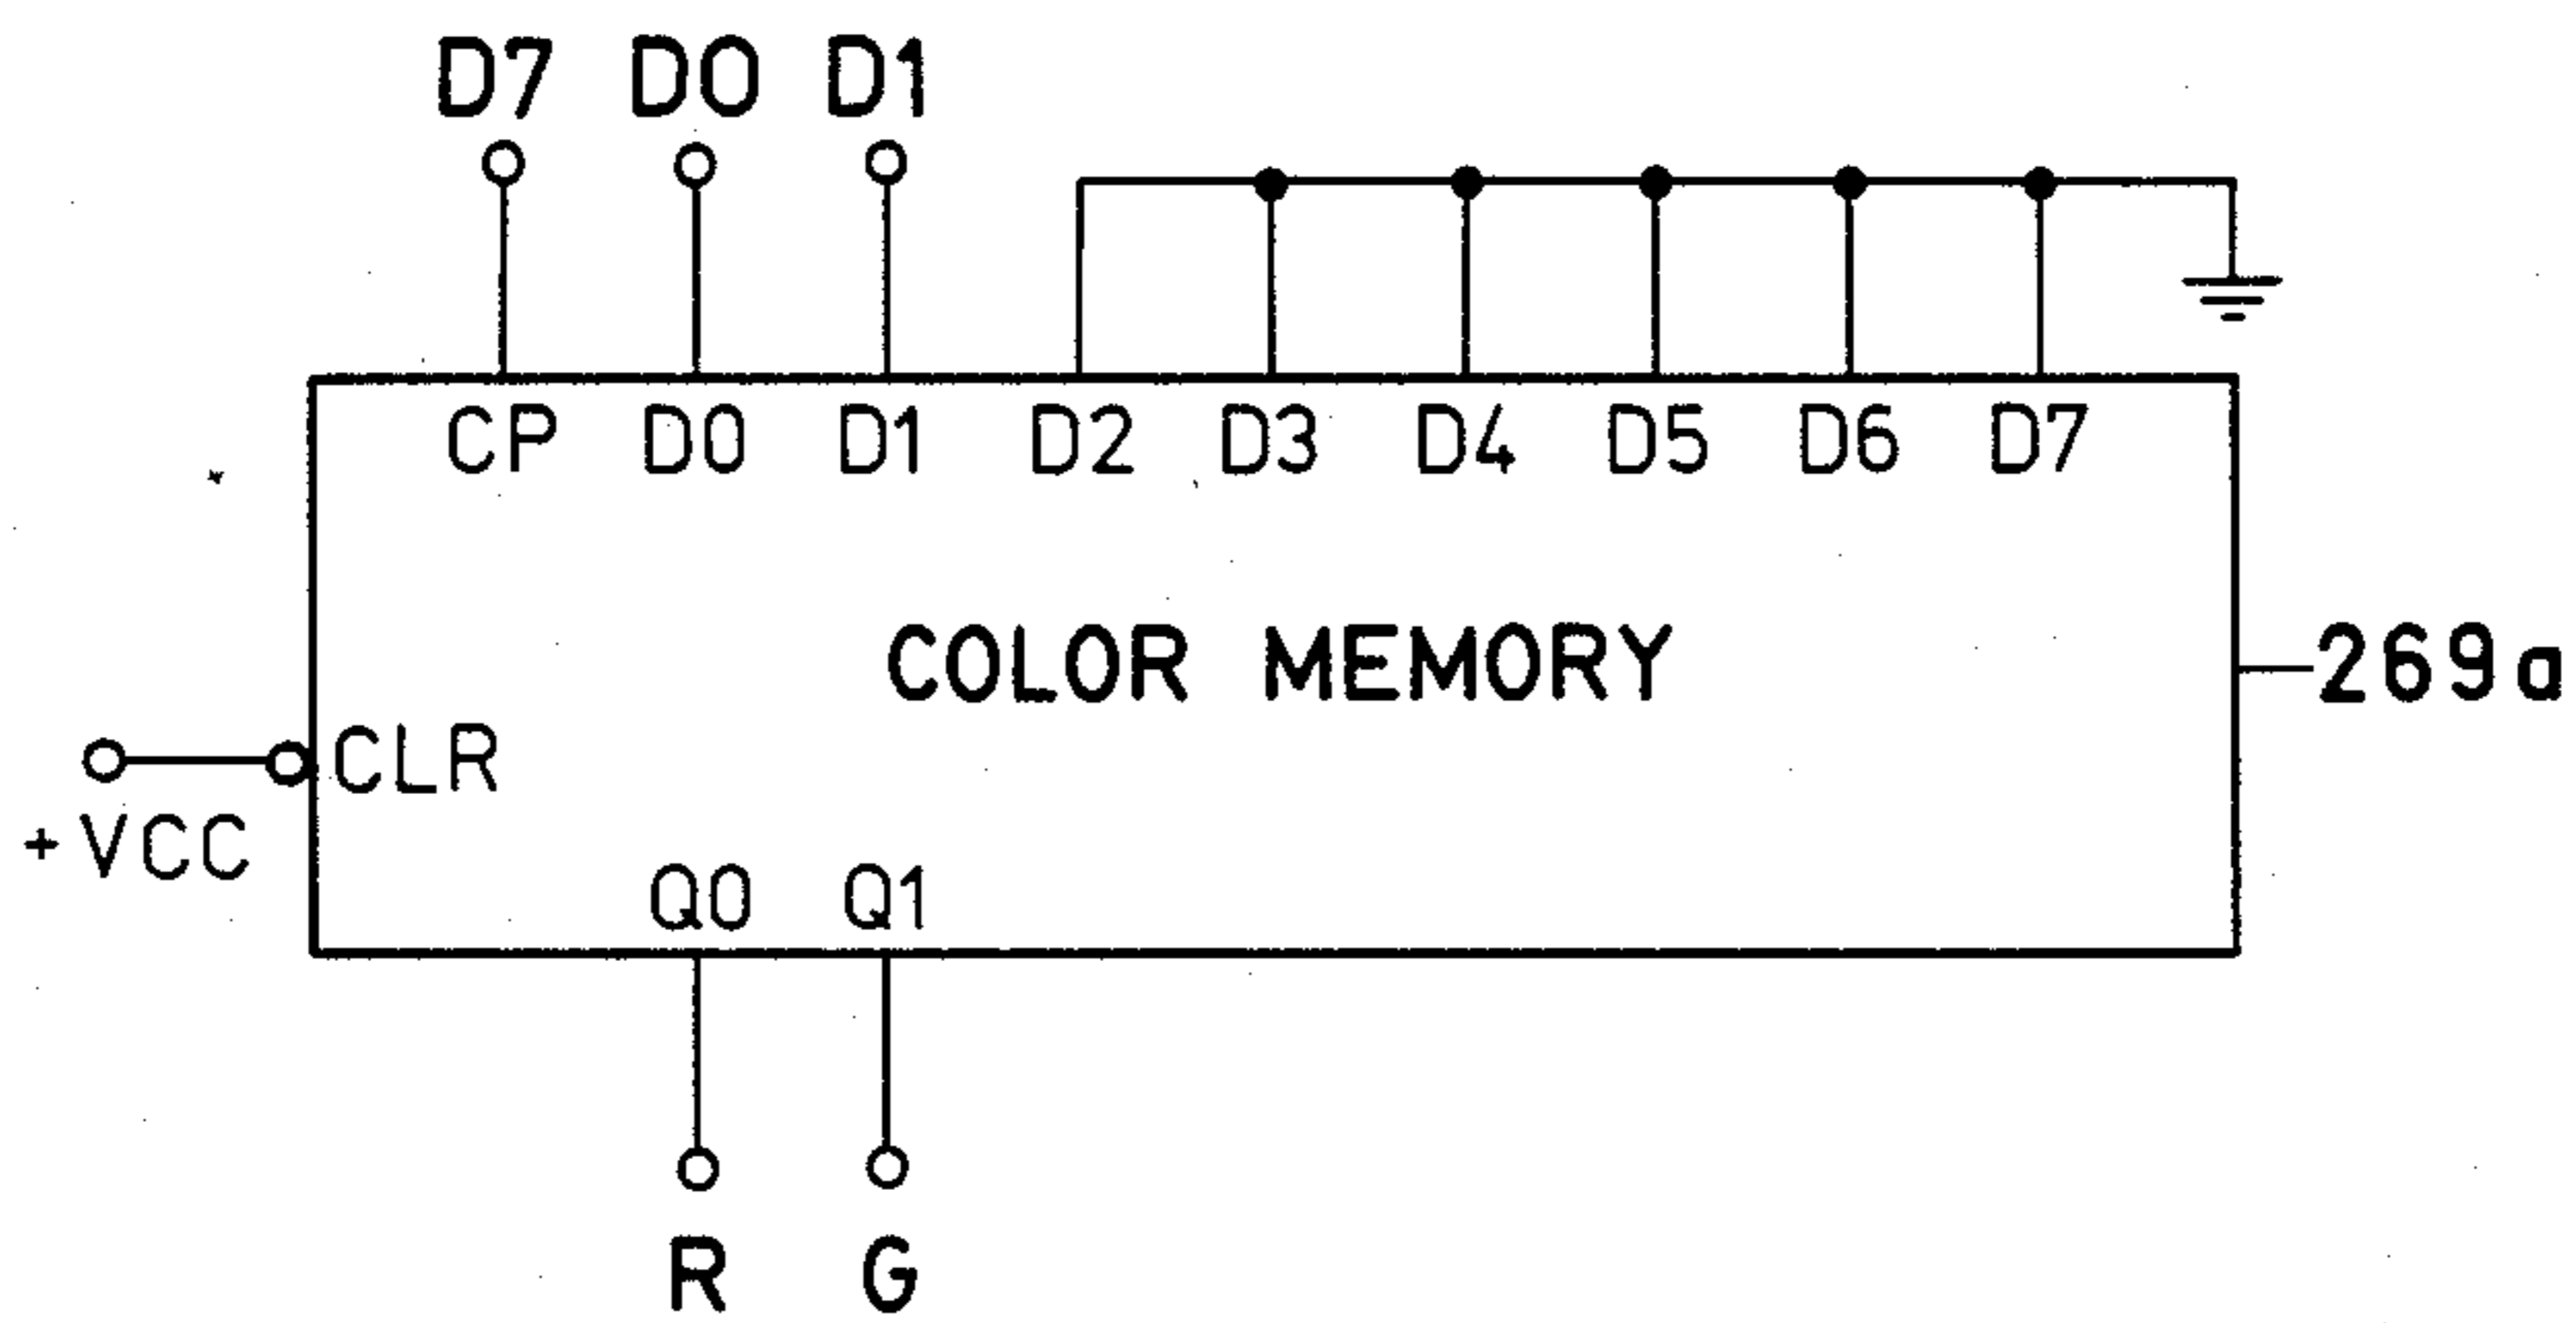 D7 D0 D1
CP D0 D1 D2 D3 D4 D5 D6 D7
COLOR MEMORY
269a
CLR
+VCC
Q0 Q1
R G